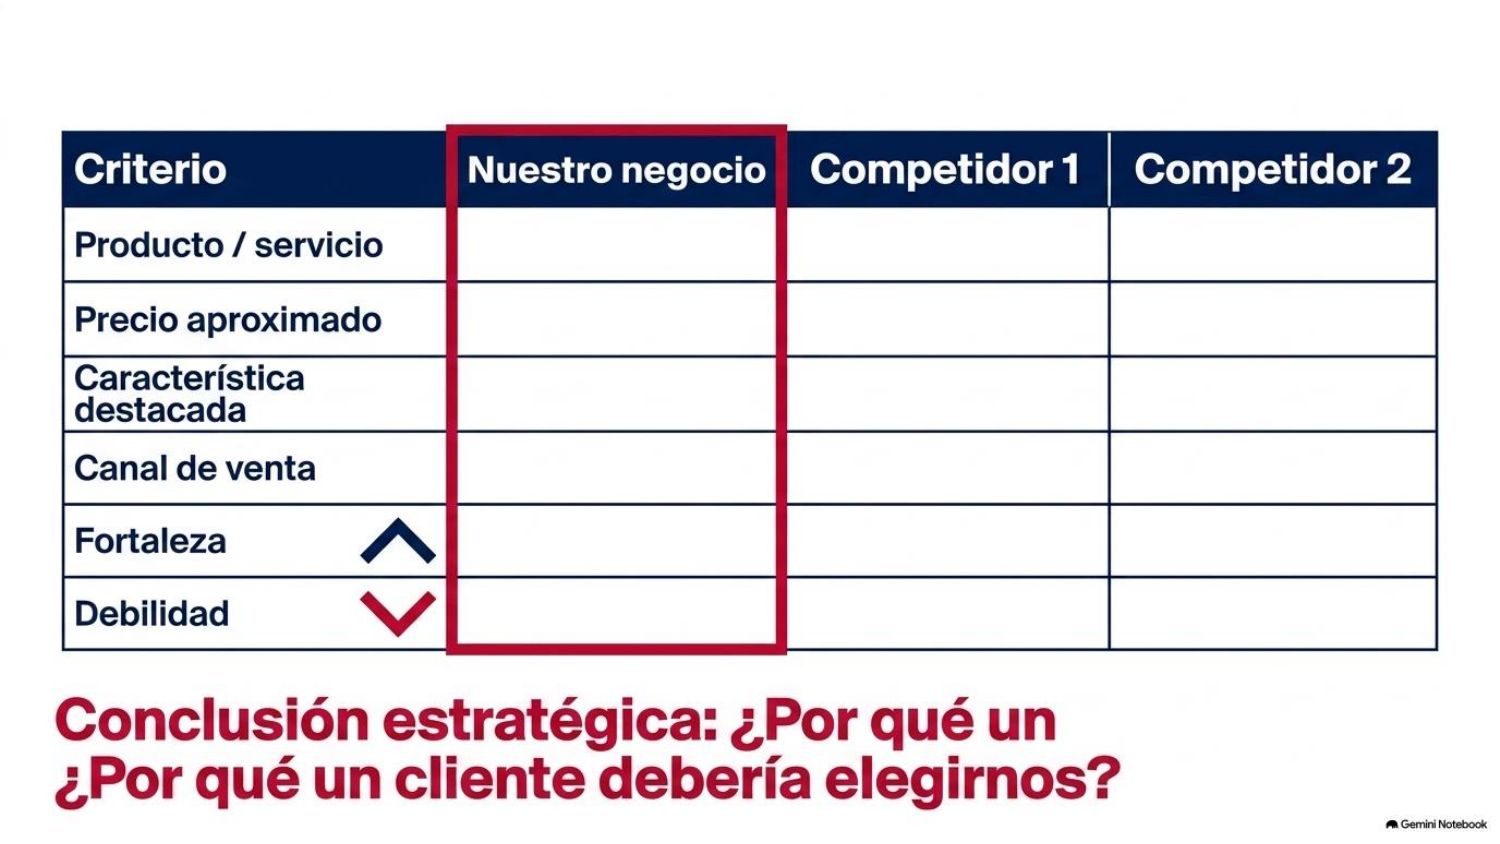 Criterio Nuestro negocio Competidor 1 Competidor 2
Producto / servicio
Precio aproximado
Característica
destacada
Canal de venta
Fortaleza
Debilidad
Conclusión estratégica: ¿Por qué un
¿Por qué un cliente debería elegirnos?
Gemini Notebook